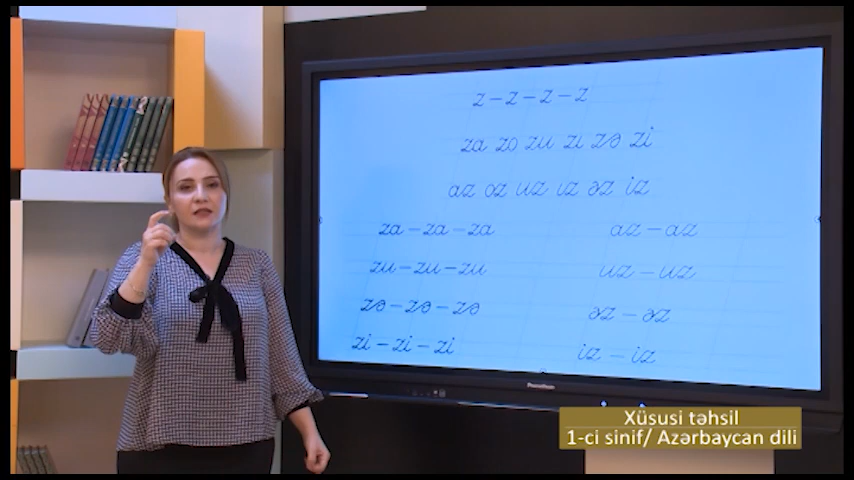 z – z – z – z
za zo zu zı zə zi
az oz uz ız əz iz
za – za – za
az – az
zu – zu – zu
uz – uz
zə – zə – zə
əz – əz
zi – zi – zi
iz – iz
Promethean
Xüsusi təhsil
1-ci sinif/ Azərbaycan dili